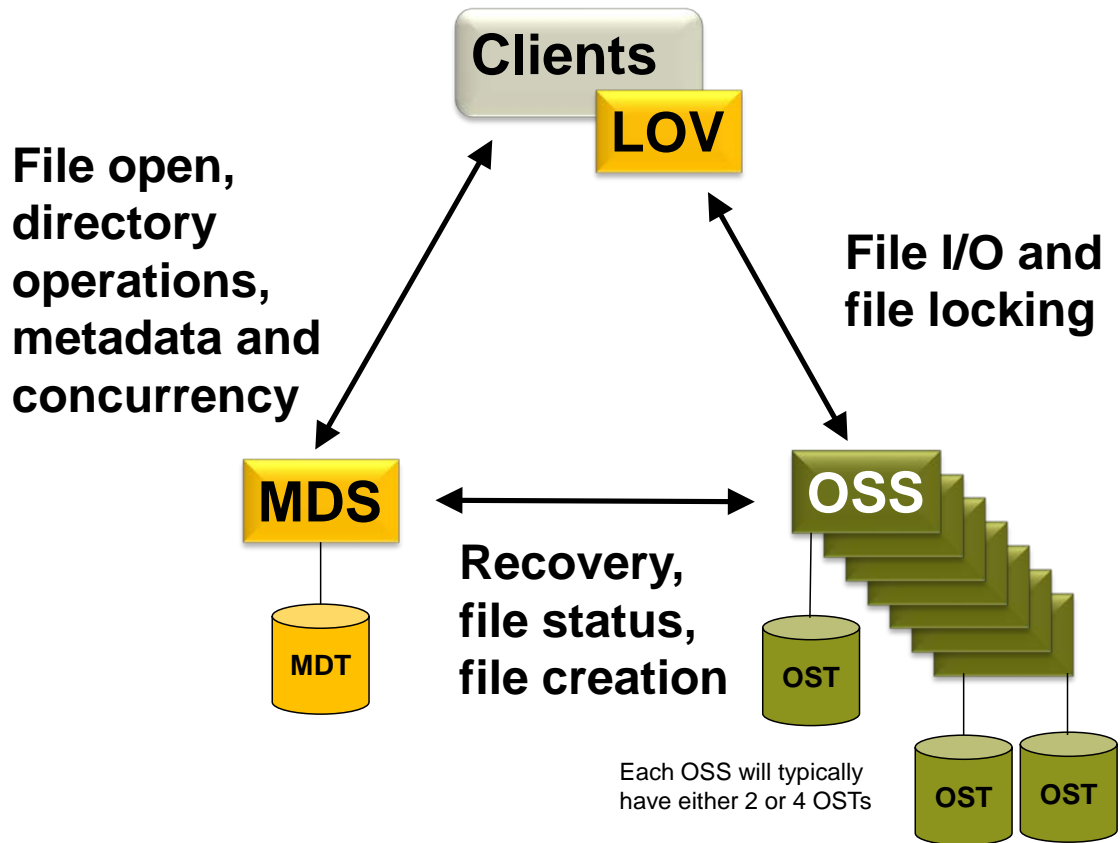 Clients
LOV
File open,
directory
operations,
metadata and
concurrency
File I/O and
file locking
MDS
OSS
Recovery,
file status,
file creation
MDT
OST
Each OSS will typically
have either 2 or 4 OSTs
OST
OST